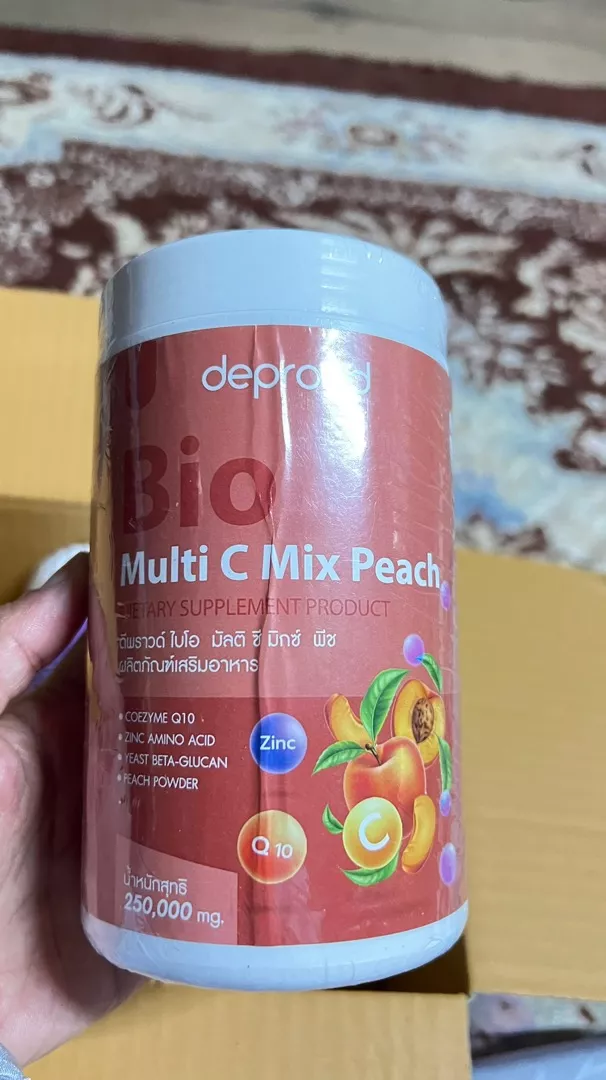 Bio
Multi C Mix Peach
DIETARY SUPPLEMENT PRODUCT
ดีพราวด์ ไบโอ มัลติ ซี มิกซ์ พีช
ผลิตภัณฑ์เสริมอาหาร
• COEZYME Q10
• ZINC AMINO ACID
• YEAST BETA-GLUCAN
• PEACH POWDER
Zinc
Q 10
C
น้ำหนักสุทธิ
250,000 mg.